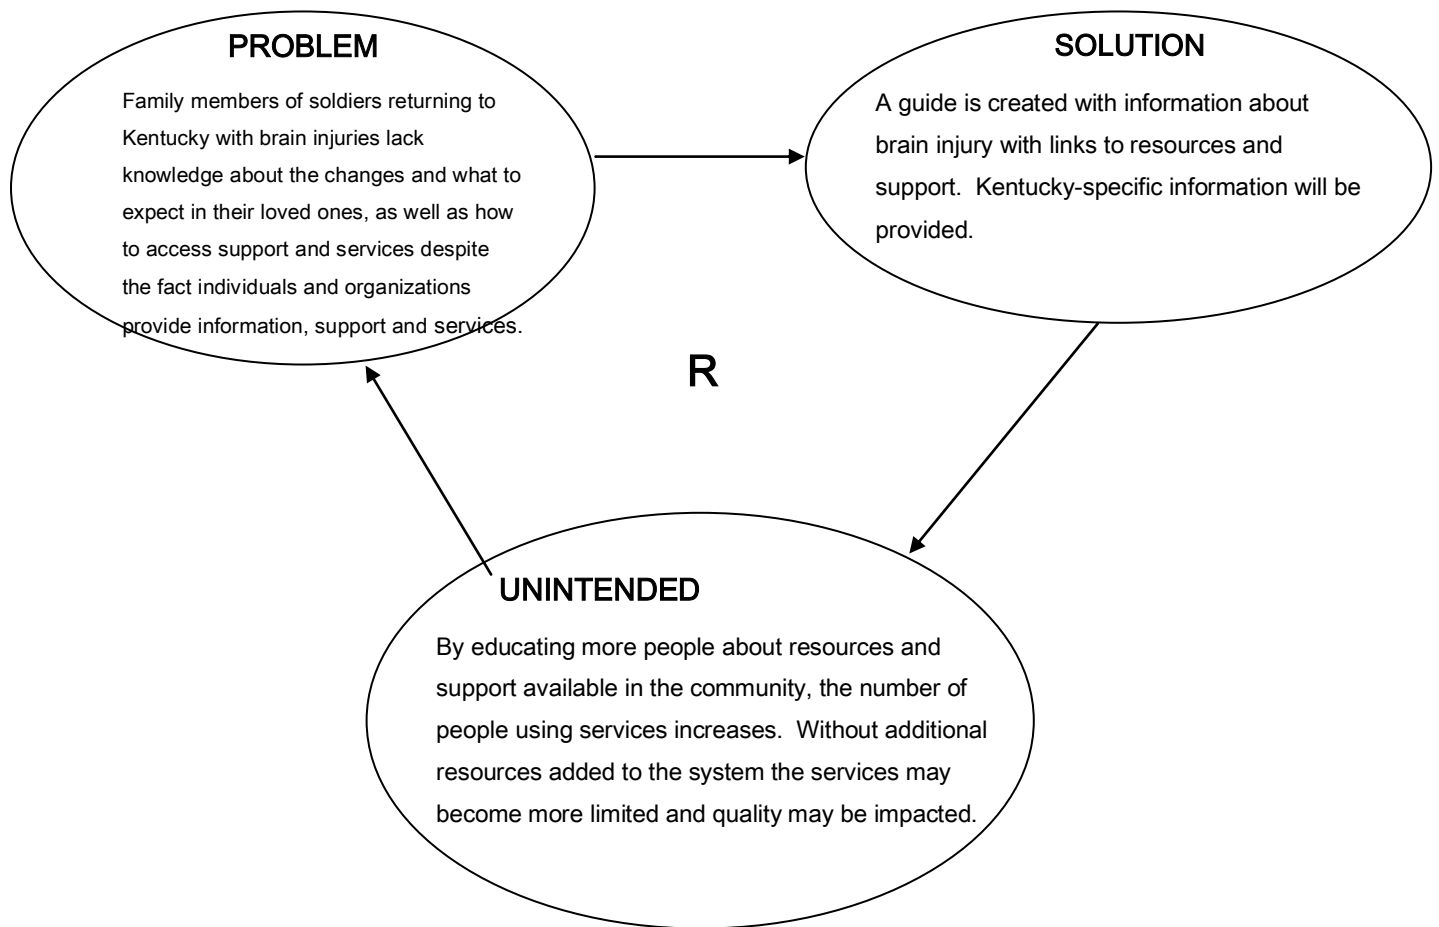 PROBLEM
Family members of soldiers returning to
Kentucky with brain injuries lack
knowledge about the changes and what to
expect in their loved ones, as well as how
to access support and services despite
the fact individuals and organizations
provide information, support and services.
SOLUTION
A guide is created with information about
brain injury with links to resources and
support.  Kentucky-specific information will be
provided.
R
UNINTENDED
By educating more people about resources and
support available in the community, the number of
people using services increases.  Without additional
resources added to the system the services may
become more limited and quality may be impacted.